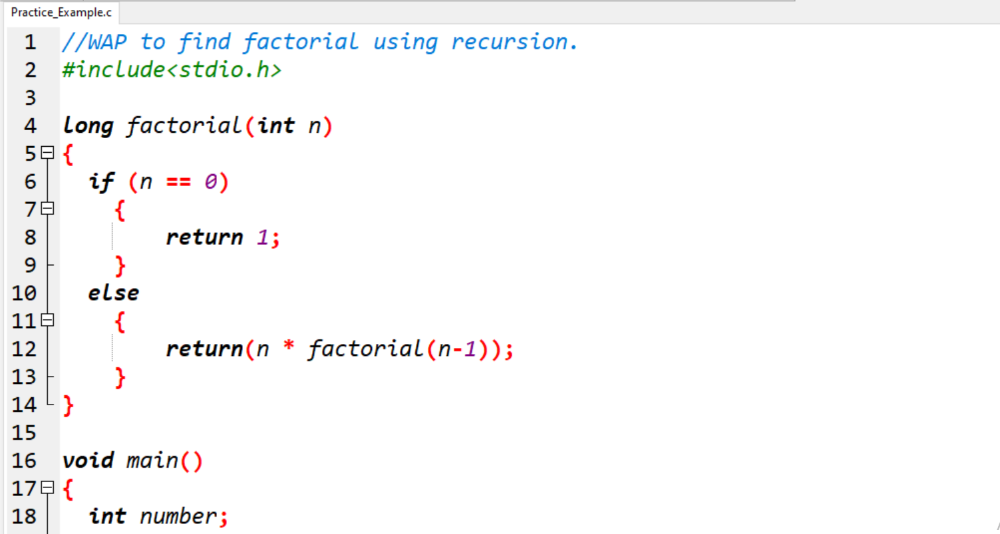 Practice_Example.c
1 //WAP to find factorial using recursion.
2 #include<stdio.h>
3
4 long factorial(int n)
5 {
6 if (n == 0)
7 {
8 return 1;
9 }
10 else
11 {
12 return(n * factorial(n-1));
13 }
14 }
15
16 void main()
17 {
18 int number;